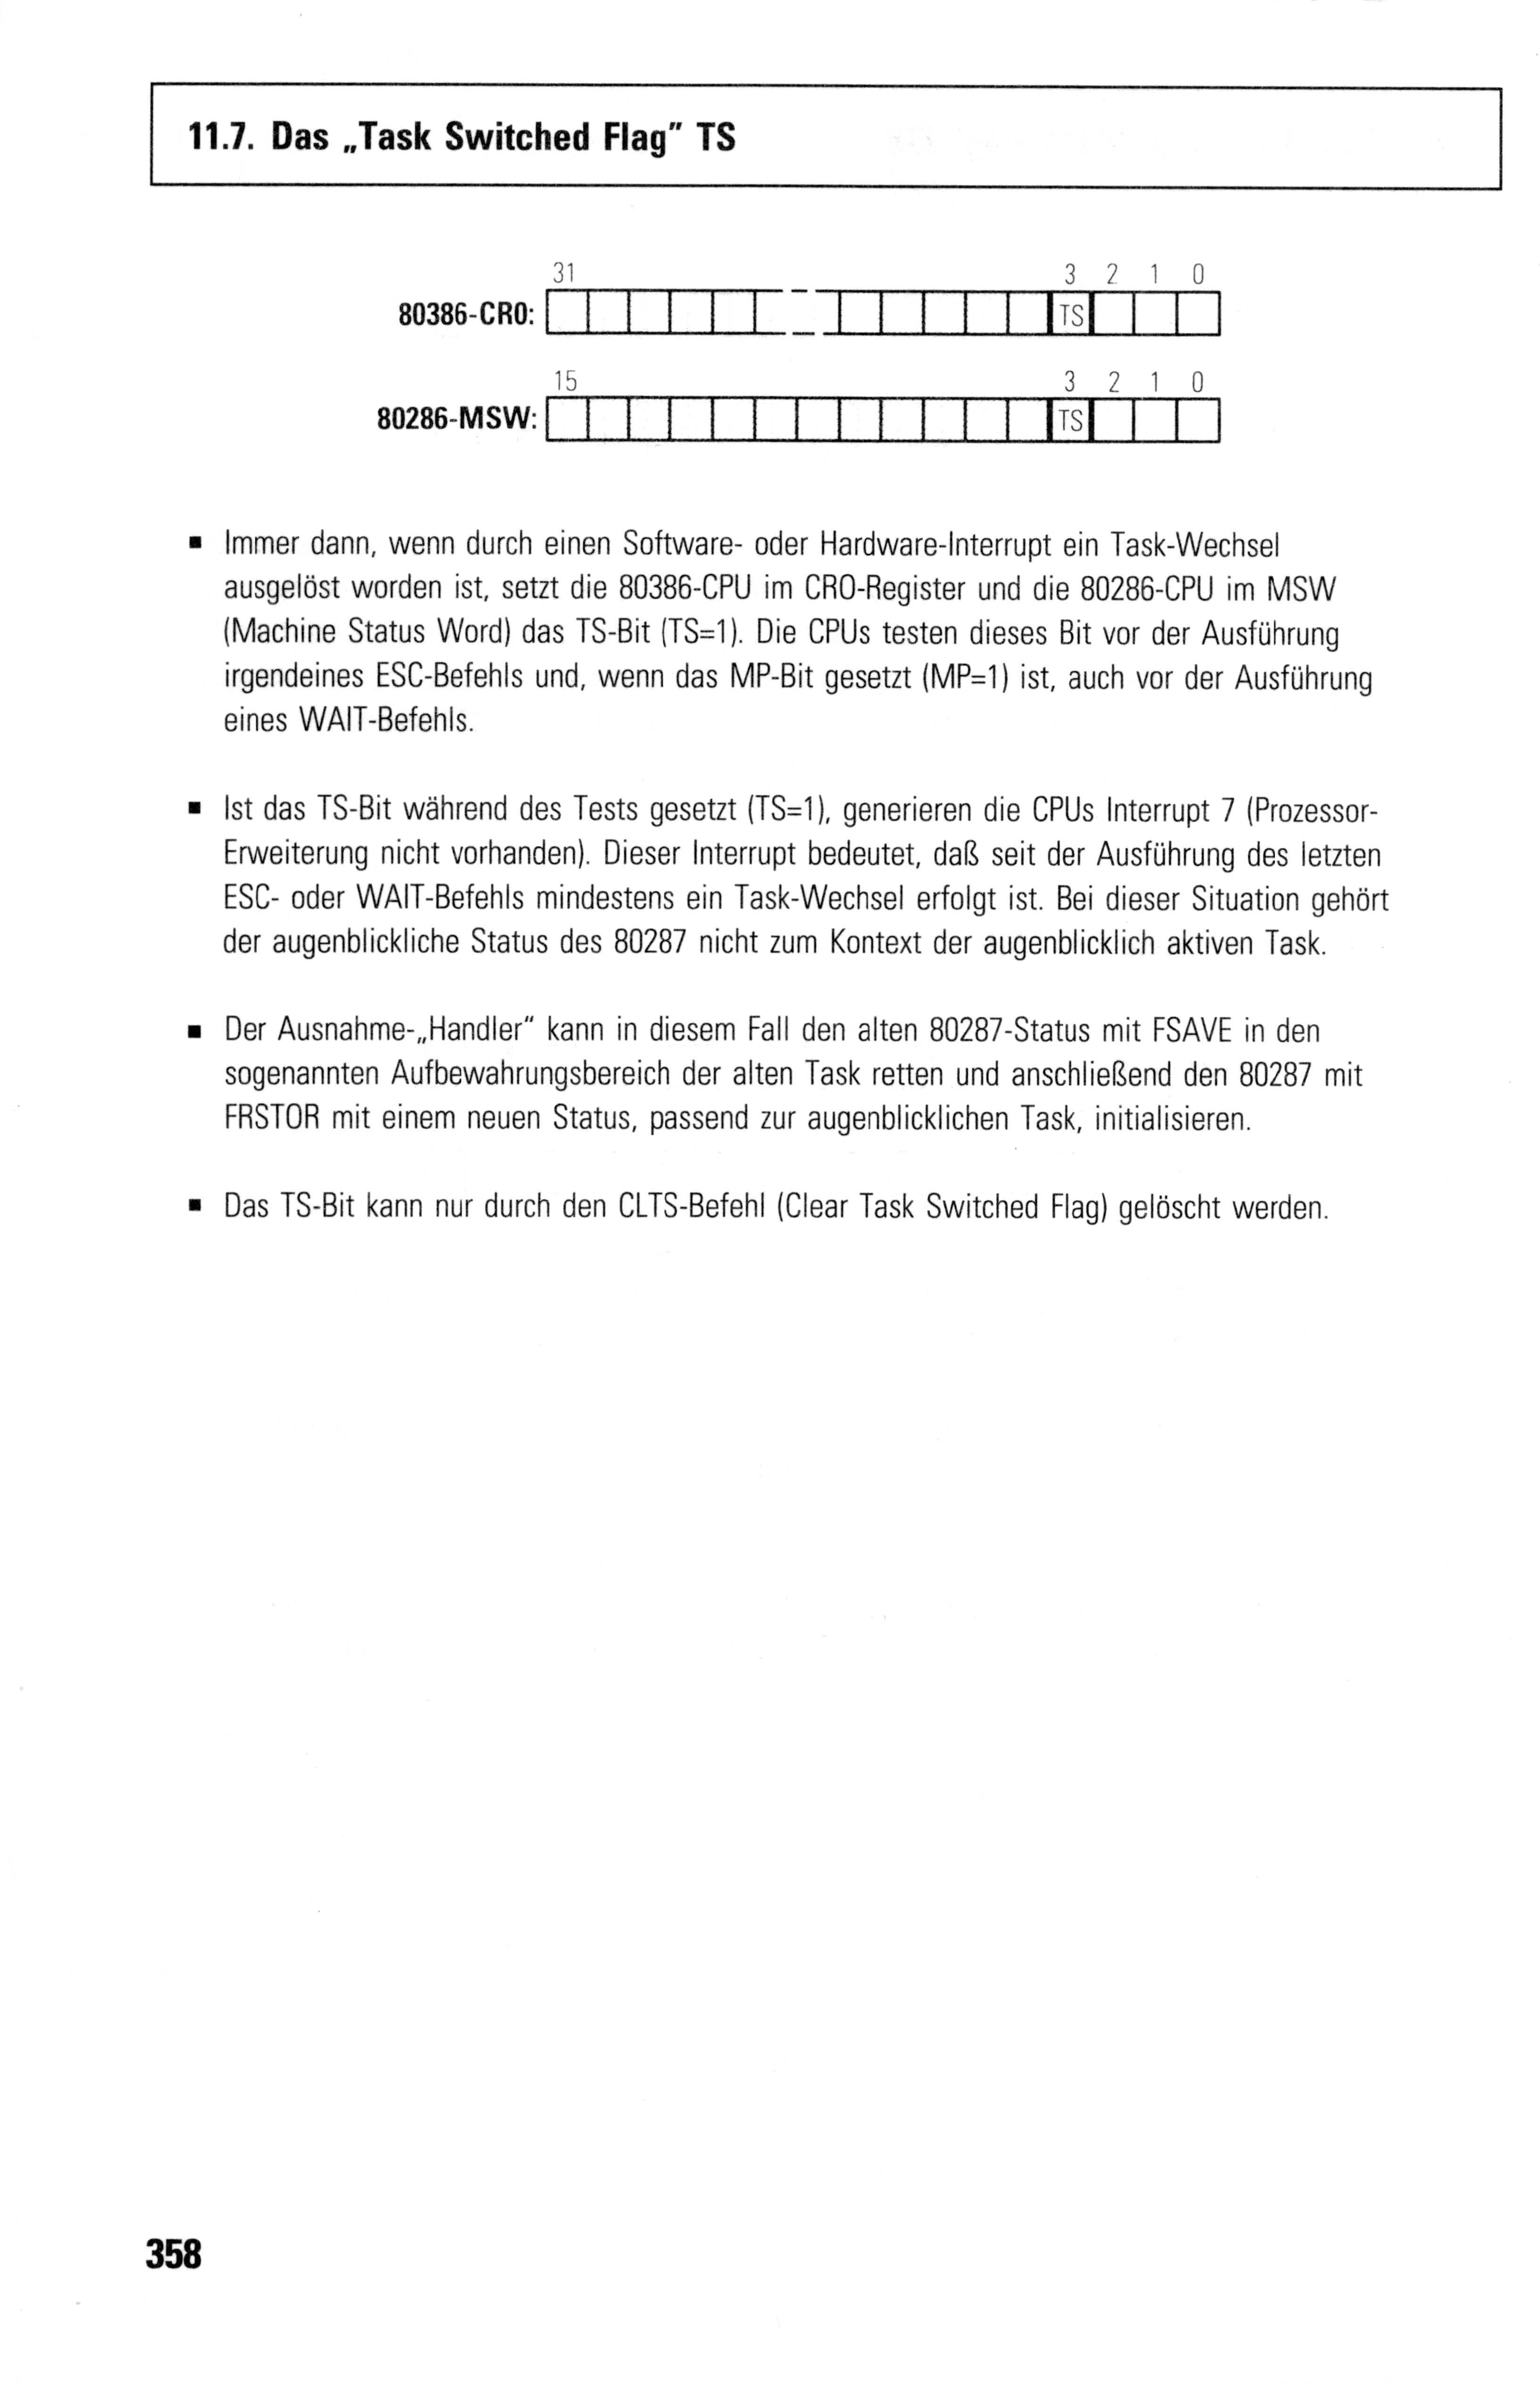 11.7. Das „Task Switched Flag" TS
31 3 2 1 0
80386-CR0: TS
15 3 2 1 0
80286-MSW: TS
▪ Immer dann, wenn durch einen Software- oder Hardware-Interrupt ein Task-Wechsel
ausgelöst worden ist, setzt die 80386-CPU im CR0-Register und die 80286-CPU im MSW
(Machine Status Word) das TS-Bit (TS=1). Die CPUs testen dieses Bit vor der Ausführung
irgendeines ESC-Befehls und, wenn das MP-Bit gesetzt (MP=1) ist, auch vor der Ausführung
eines WAIT-Befehls.
▪ Ist das TS-Bit während des Tests gesetzt (TS=1), generieren die CPUs Interrupt 7 (Prozessor-
Erweiterung nicht vorhanden). Dieser Interrupt bedeutet, daß seit der Ausführung des letzten
ESC- oder WAIT-Befehls mindestens ein Task-Wechsel erfolgt ist. Bei dieser Situation gehört
der augenblickliche Status des 80287 nicht zum Kontext der augenblicklich aktiven Task.
▪ Der Ausnahme-„Handler" kann in diesem Fall den alten 80287-Status mit FSAVE in den
sogenannten Aufbewahrungsbereich der alten Task retten und anschließend den 80287 mit
FRSTOR mit einem neuen Status, passend zur augenblicklichen Task, initialisieren.
▪ Das TS-Bit kann nur durch den CLTS-Befehl (Clear Task Switched Flag) gelöscht werden.
358